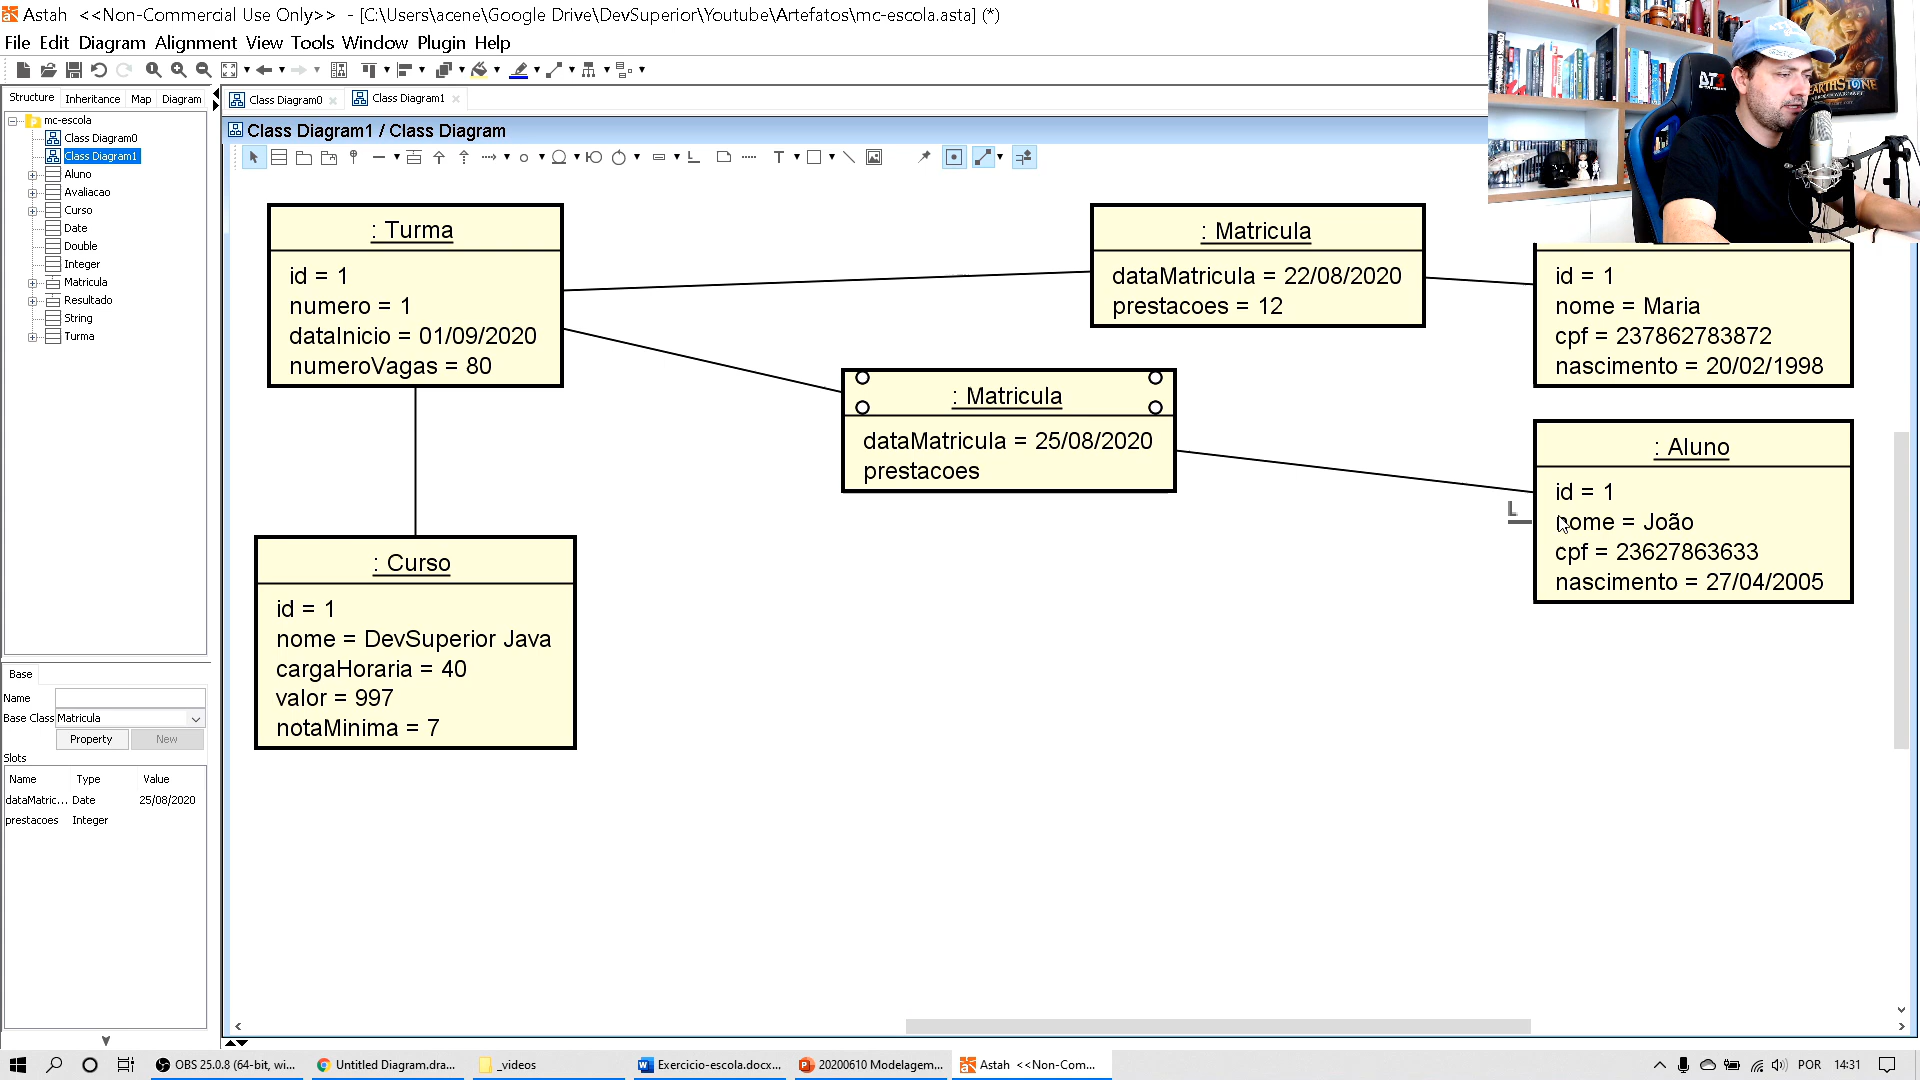 Astah <<Non-Commercial Use Only>> - [C:\Users\acene\Google Drive\DevSuperior\Youtube\Artefatos\mc-escola.asta] (*)
File Edit Diagram Alignment View Tools Window Plugin Help
Structure Inheritance Map Diagram
mc-escola
Class Diagram0
Class Diagram1
Aluno
Avaliacao
Curso
Date
Double
Integer
Matricula
Resultado
String
Turma
Base
Name
Base Class Matricula
Property New
Slots
Name Type Value
dataMatric... Date 25/08/2020
prestacoes Integer
Class Diagram0
Class Diagram1
Class Diagram1 / Class Diagram
: Turma
id = 1
numero = 1
dataInicio = 01/09/2020
numeroVagas = 80
: Matricula
dataMatricula = 22/08/2020
prestacoes = 12
id = 1
nome = Maria
cpf = 237862783872
nascimento = 20/02/1998
: Matricula
dataMatricula = 25/08/2020
prestacoes
: Aluno
id = 1
nome = João
cpf = 23627863633
nascimento = 27/04/2005
: Curso
id = 1
nome = DevSuperior Java
cargaHoraria = 40
valor = 997
notaMinima = 7
OBS 25.0.8 (64-bit, wi...
Untitled Diagram.dra...
_videos
Exercicio-escola.docx...
20200610 Modelagem...
Astah <<Non-Com...
POR 14:31